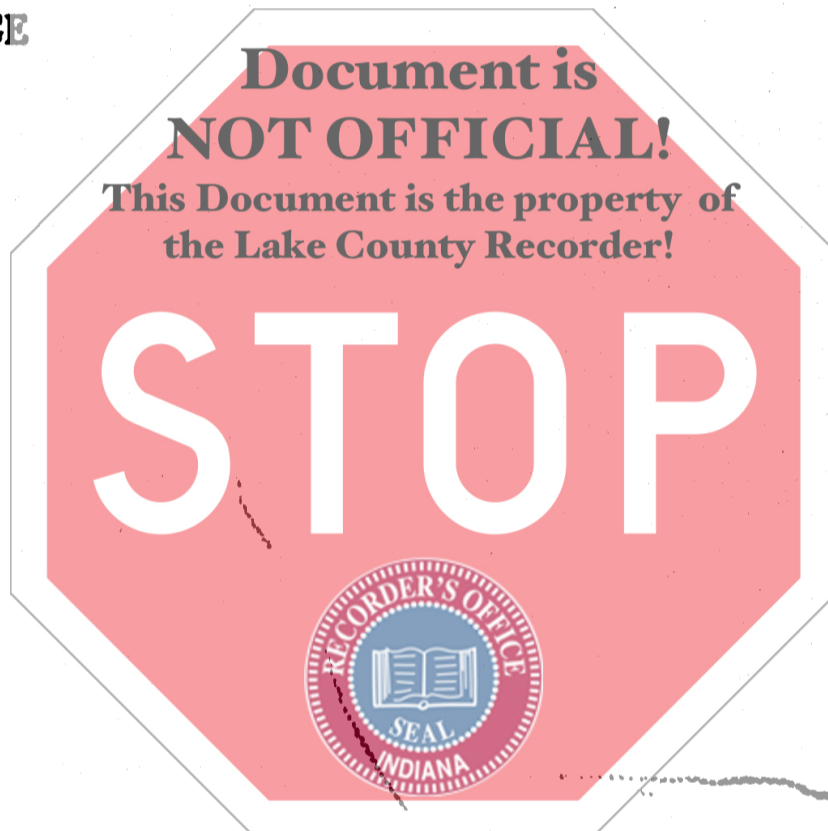 Document is
NOT OFFICIAL!
This Document is the property of
the Lake County Recorder!
STOP
RECORDER'S OFFICE
SEAL
INDIANA